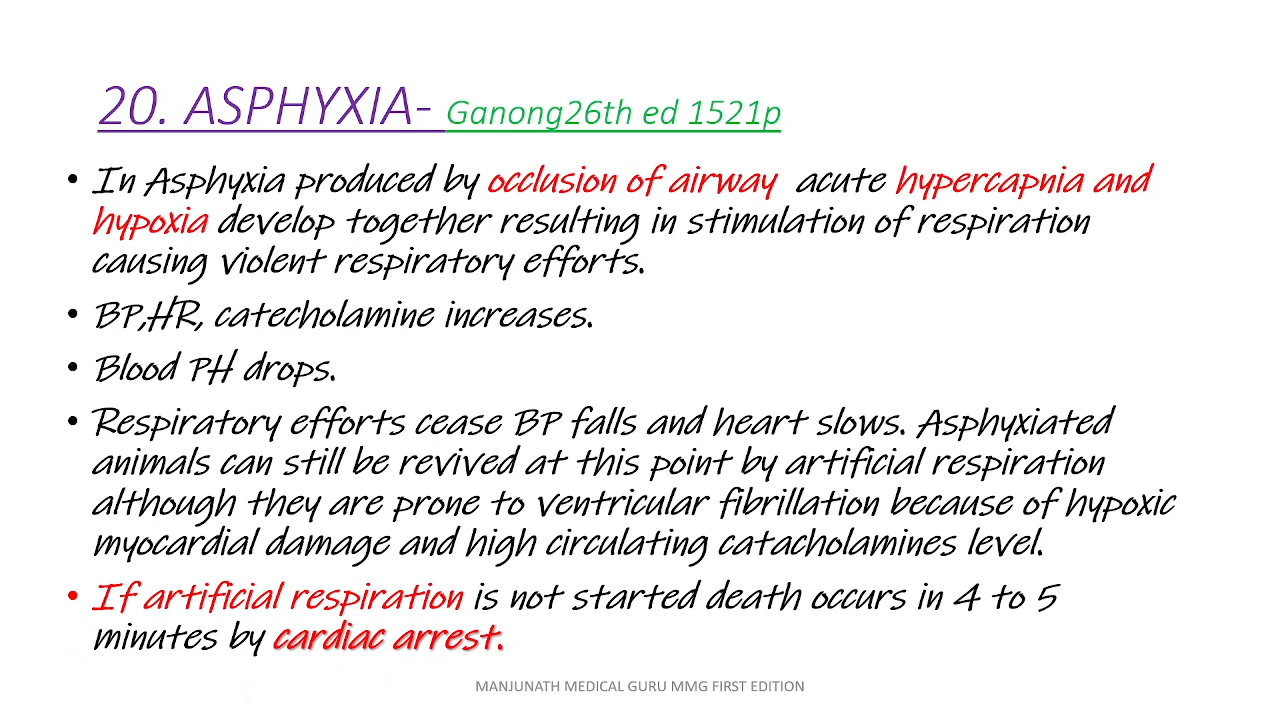 20. ASPHYXIA- Ganong26th ed 1521p
• In Asphyxia produced by occlusion of airway acute hypercapnia and
hypoxia develop together resulting in stimulation of respiration
causing violent respiratory efforts.
• BP,HR, catecholamine increases.
• Blood PH drops.
• Respiratory efforts cease BP falls and heart slows. Asphyxiated
animals can still be revived at this point by artificial respiration
although they are prone to ventricular fibrillation because of hypoxic
myocardial damage and high circulating catacholamines level.
• If artificial respiration is not started death occurs in 4 to 5
minutes by cardiac arrest.
MANJUNATH MEDICAL GURU MMG FIRST EDITION